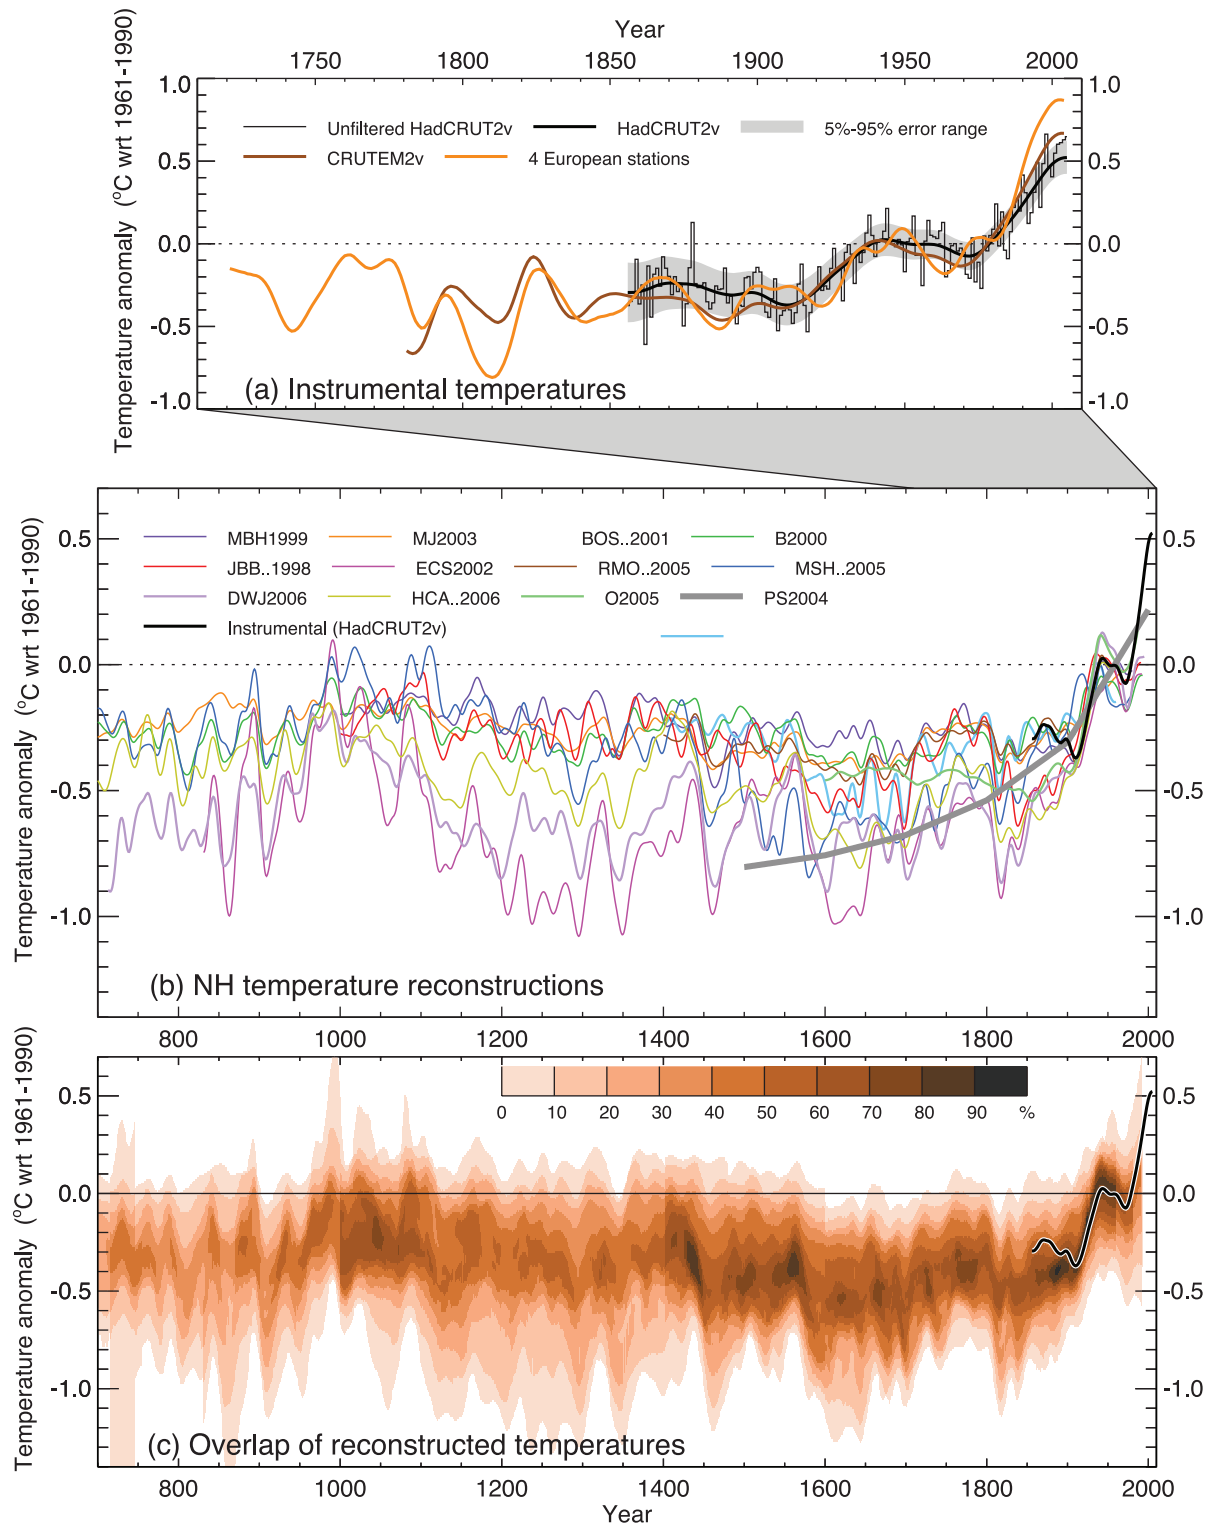 Year
1750 1800 1850 1900 1950 2000
Temperature anomaly (°C wrt 1961-1990)
1.0 1.0
0.5 0.5
0.0 0.0
-0.5 -0.5
-1.0 -1.0
Unfiltered HadCRUT2v HadCRUT2v 5%-95% error range
CRUTEM2v 4 European stations
(a) Instrumental temperatures
Temperature anomaly (°C wrt 1961-1990)
0.5 0.5
0.0 0.0
-0.5 -0.5
-1.0 -1.0
MBH1999 MJ2003 BOS..2001 B2000
JBB..1998 ECS2002 RMO..2005 MSH..2005
DWJ2006 HCA..2006 O2005 PS2004
Instrumental (HadCRUT2v)
(b) NH temperature reconstructions
800 1000 1200 1400 1600 1800 2000
Temperature anomaly (°C wrt 1961-1990)
0.5 0.5
0.0 0.0
-0.5 -0.5
-1.0 -1.0
0 10 20 30 40 50 60 70 80 90 %
(c) Overlap of reconstructed temperatures
800 1000 1200 1400 1600 1800 2000
Year